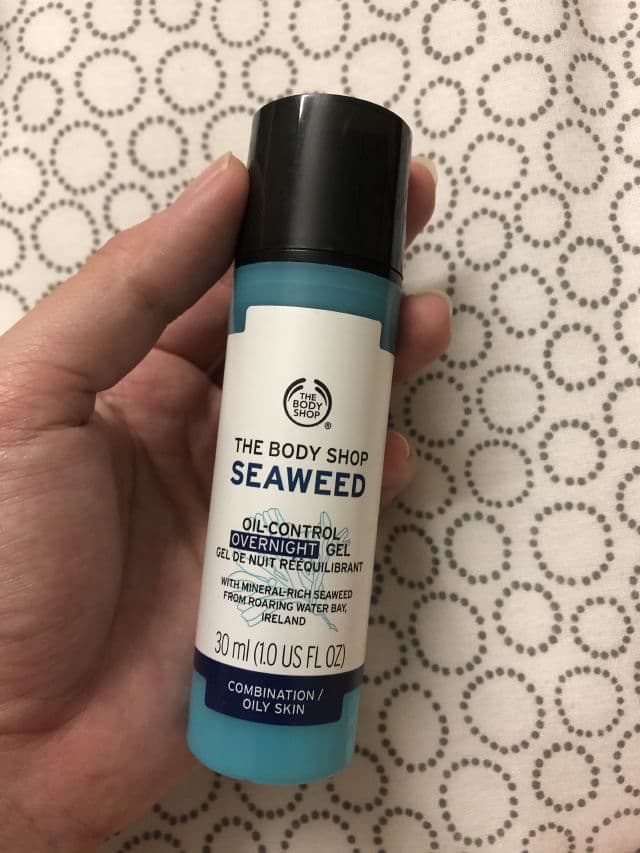 THE
BODY
SHOP
®
THE BODY SHOP
SEAWEED
OIL-CONTROL
OVERNIGHT GEL
GEL DE NUIT RÉÉQUILIBRANT
WITH MINERAL-RICH SEAWEED
FROM ROARING WATER BAY,
IRELAND
30 ml (1.0 US FL OZ)
COMBINATION /
OILY SKIN